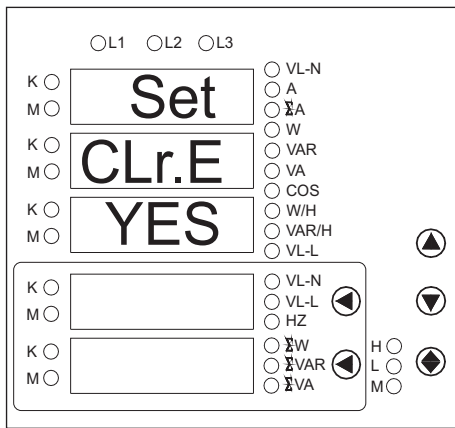 L1 L2 L3
K
M
Set
VL-N
A
ΣA
W
K
M
CLr.E
VAR
VA
COS
K
M
YES
W/H
VAR/H
VL-L
K
M
VL-N
VL-L
HZ
K
M
ΣW
ΣVAR
ΣVA
H
L
M